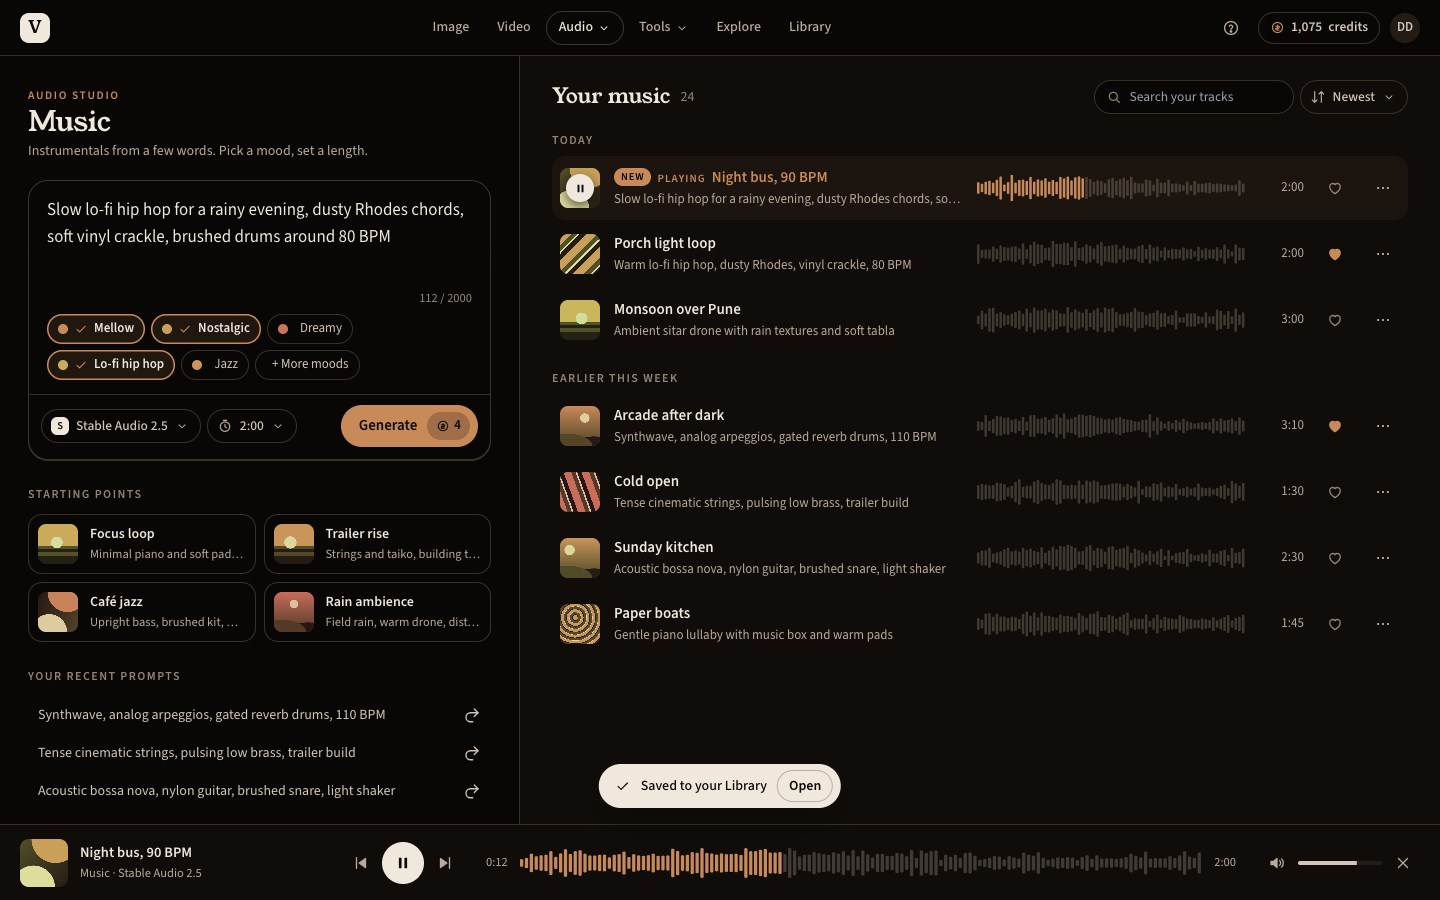 V
Image
Video
Audio
Tools
Explore
Library
1,075 credits
DD
AUDIO STUDIO
Music
Instrumentals from a few words. Pick a mood, set a length.
Slow lo-fi hip hop for a rainy evening, dusty Rhodes chords,
soft vinyl crackle, brushed drums around 80 BPM
112 / 2000
Mellow
Nostalgic
Dreamy
Lo-fi hip hop
Jazz
+ More moods
S Stable Audio 2.5
2:00
Generate 4
STARTING POINTS
Focus loop
Minimal piano and soft pad…
Trailer rise
Strings and taiko, building t…
Café jazz
Upright bass, brushed kit, …
Rain ambience
Field rain, warm drone, dist…
YOUR RECENT PROMPTS
Synthwave, analog arpeggios, gated reverb drums, 110 BPM
Tense cinematic strings, pulsing low brass, trailer build
Acoustic bossa nova, nylon guitar, brushed snare, light shaker
Your music 24
Search your tracks
Newest
TODAY
NEW PLAYING Night bus, 90 BPM
Slow lo-fi hip hop for a rainy evening, dusty Rhodes chords, so…
2:00
Porch light loop
Warm lo-fi hip hop, dusty Rhodes, vinyl crackle, 80 BPM
2:00
Monsoon over Pune
Ambient sitar drone with rain textures and soft tabla
3:00
EARLIER THIS WEEK
Arcade after dark
Synthwave, analog arpeggios, gated reverb drums, 110 BPM
3:10
Cold open
Tense cinematic strings, pulsing low brass, trailer build
1:30
Sunday kitchen
Acoustic bossa nova, nylon guitar, brushed snare, light shaker
2:30
Paper boats
Gentle piano lullaby with music box and warm pads
1:45
Saved to your Library
Open
Night bus, 90 BPM
Music · Stable Audio 2.5
0:12
2:00